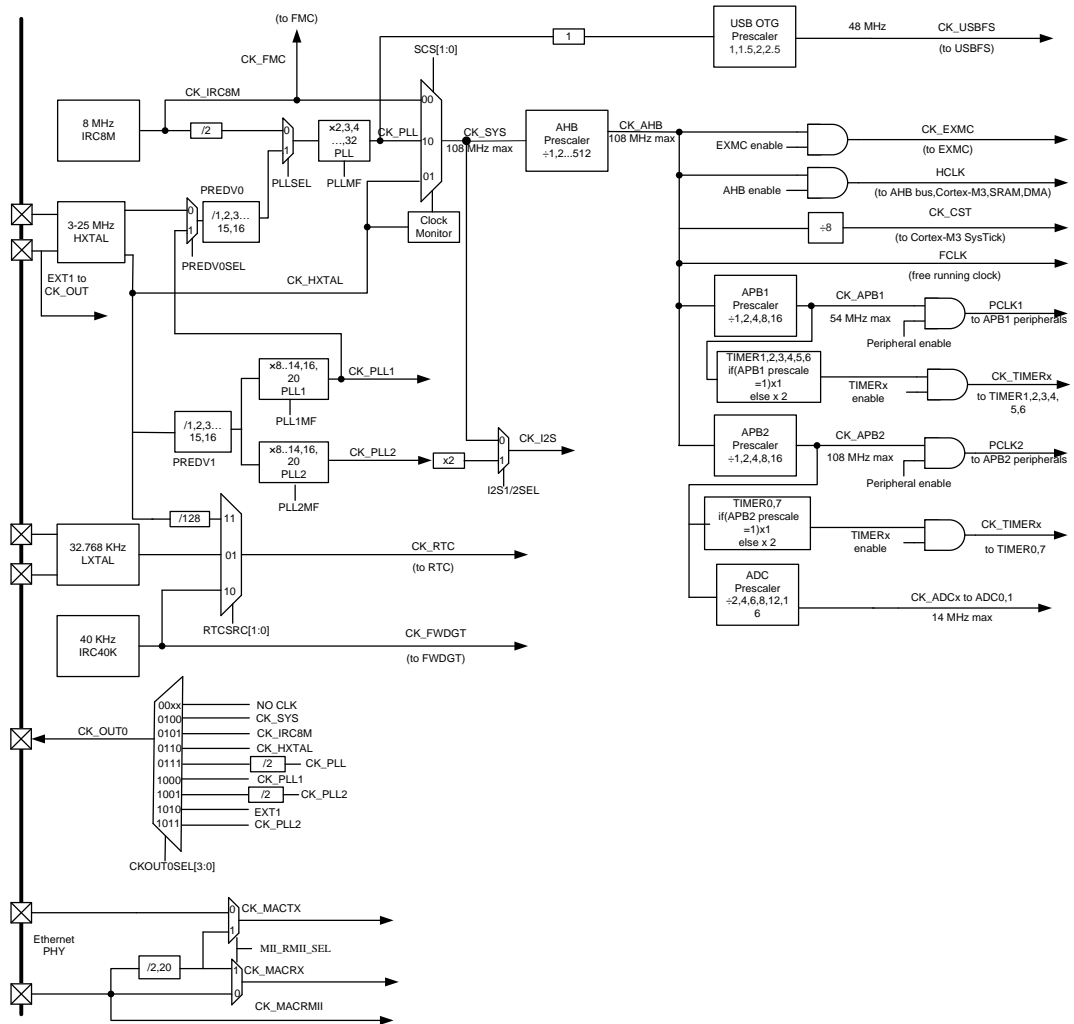 (to FMC)
CK_FMC
SCS[1:0]
CK_IRC8M
8 MHz
IRC8M
/2
0
1
PLLSEL
×2,3,4
…,32
PLL
PLLMF
CK_PLL
00
10
01
CK_SYS
108 MHz max
Clock
Monitor
1
USB OTG
Prescaler
1,1.5,2,2.5
48 MHz
CK_USBFS
(to USBFS)
AHB
Prescaler
÷1,2...512
CK_AHB
108 MHz max
EXMC enable
CK_EXMC
(to EXMC)
AHB enable
HCLK
(to AHB bus,Cortex-M3,SRAM,DMA)
÷8
CK_CST
(to Cortex-M3 SysTick)
FCLK
(free running clock)
APB1
Prescaler
÷1,2,4,8,16
CK_APB1
54 MHz max
Peripheral enable
PCLK1
to APB1 peripherals
TIMER1,2,3,4,5,6
if(APB1 prescale
=1)x1
else x 2
TIMERx
enable
CK_TIMERx
to TIMER1,2,3,4,
5,6
APB2
Prescaler
÷1,2,4,8,16
CK_APB2
108 MHz max
Peripheral enable
PCLK2
to APB2 peripherals
TIMER0,7
if(APB2 prescale
=1)x1
else x 2
TIMERx
enable
CK_TIMERx
to TIMER0,7
ADC
Prescaler
÷2,4,6,8,12,1
6
CK_ADCx to ADC0,1
14 MHz max
3-25 MHz
HXTAL
EXT1 to
CK_OUT
0
1
PREDV0SEL
PREDV0
/1,2,3…
15,16
CK_HXTAL
×8..14,16,
20
PLL1
PLL1MF
CK_PLL1
/1,2,3…
15,16
PREDV1
×8..14,16,
20
PLL2
PLL2MF
CK_PLL2
x2
0
1
CK_I2S
I2S1/2SEL
/128
11
01
10
RTCSRC[1:0]
32.768 KHz
LXTAL
CK_RTC
(to RTC)
40 KHz
IRC40K
CK_FWDGT
(to FWDGT)
CK_OUT0
00xx
NO CLK
0100
CK_SYS
0101
CK_IRC8M
0110
CK_HXTAL
0111
/2
CK_PLL
1000
CK_PLL1
1001
/2
CK_PLL2
1010
EXT1
1011
CK_PLL2
CKOUT0SEL[3:0]
Ethernet
PHY
0
1
CK_MACTX
MII_RMII_SEL
/2,20
1
0
CK_MACRX
CK_MACRMII